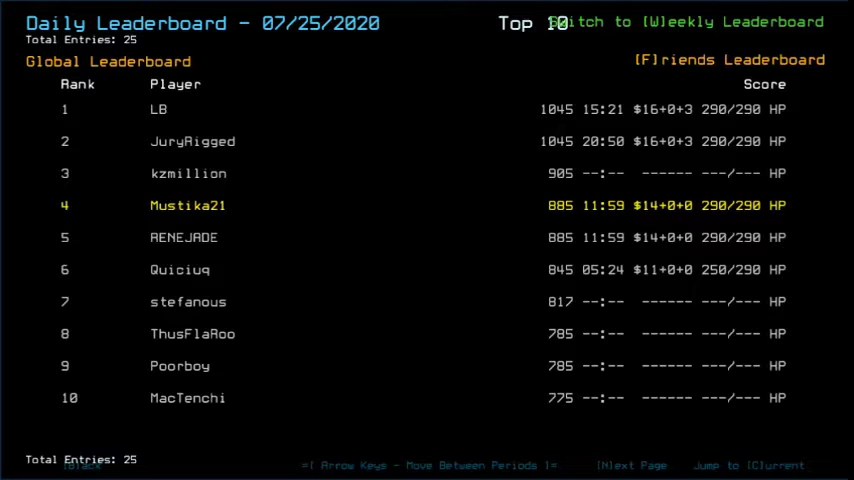 Daily Leaderboard - 07/25/2020 Top 10 Switch to [W]eekly Leaderboard
Total Entries: 25
Global Leaderboard [F]riends Leaderboard
Rank Player Score
1 LB 1045 15:21 $16+0+3 290/290 HP
2 JuryRigged 1045 20:50 $16+0+3 290/290 HP
3 kzmillion 905 --:-- ------ ---/--- HP
4 Mustika21 885 11:59 $14+0+0 290/290 HP
5 RENEJADE 885 11:59 $14+0+0 290/290 HP
6 Quiciuq 845 05:24 $11+0+0 250/290 HP
7 stefanous 817 --:-- ------ ---/--- HP
8 ThusFlaRoo 785 --:-- ------ ---/--- HP
9 Poorboy 785 --:-- ------ ---/--- HP
10 MacTenchi 775 --:-- ------ ---/--- HP
Total Entries: 25
[B]ack =[ Arrow Keys - Move Between Periods ]= [N]ext Page Jump to [C]urrent